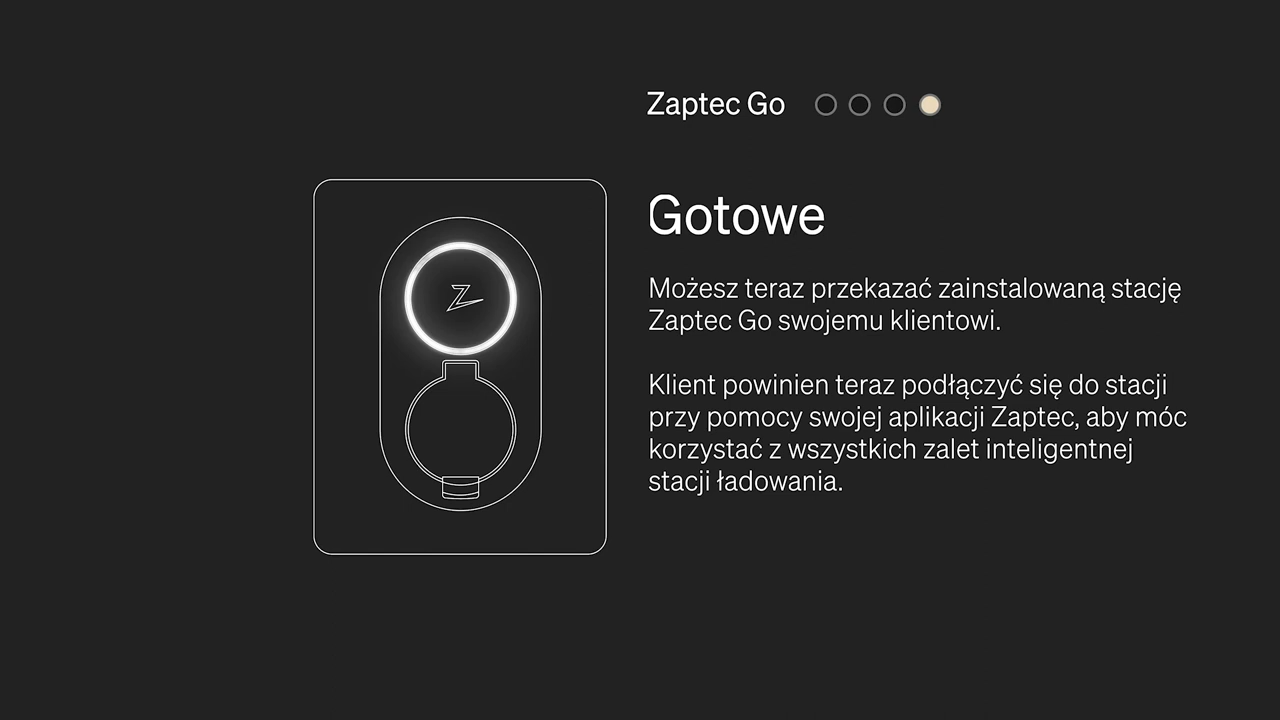 Zaptec Go
Gotowe
Możesz teraz przekazać zainstalowaną stację
Zaptec Go swojemu klientowi.
Klient powinien teraz podłączyć się do stacji
przy pomocy swojej aplikacji Zaptec, aby móc
korzystać z wszystkich zalet inteligentnej
stacji ładowania.